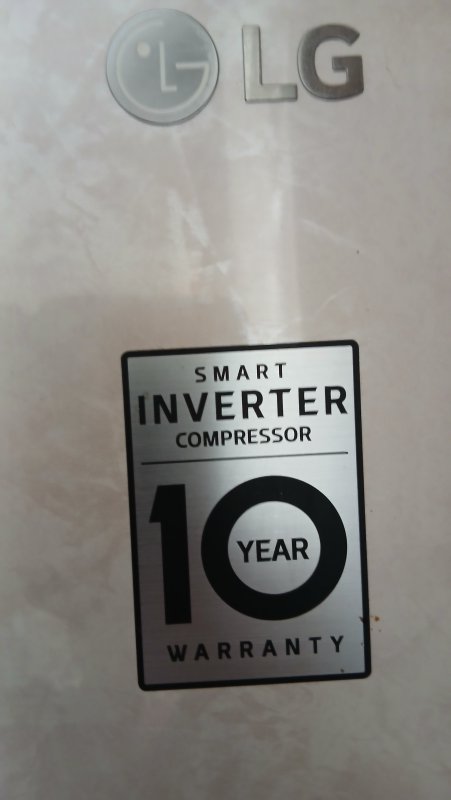 LG
SMART
INVERTER
COMPRESSOR
10
YEAR
WARRANTY